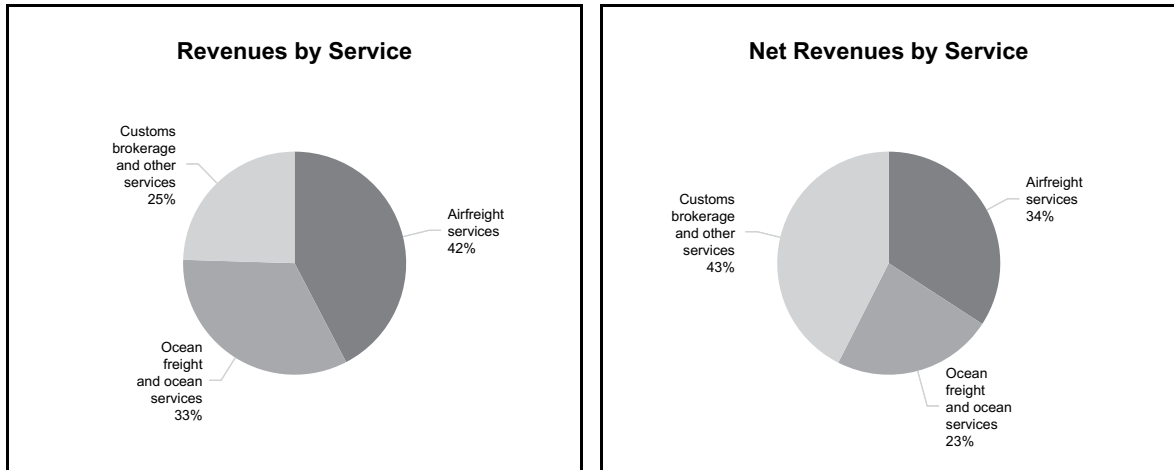 Revenues by Service
Customs
brokerage
and other
services
25%
Airfreight
services
42%
Ocean
freight
and ocean
services
33%
Net Revenues by Service
Customs
brokerage
and other
services
43%
Airfreight
services
34%
Ocean
freight
and ocean
services
23%